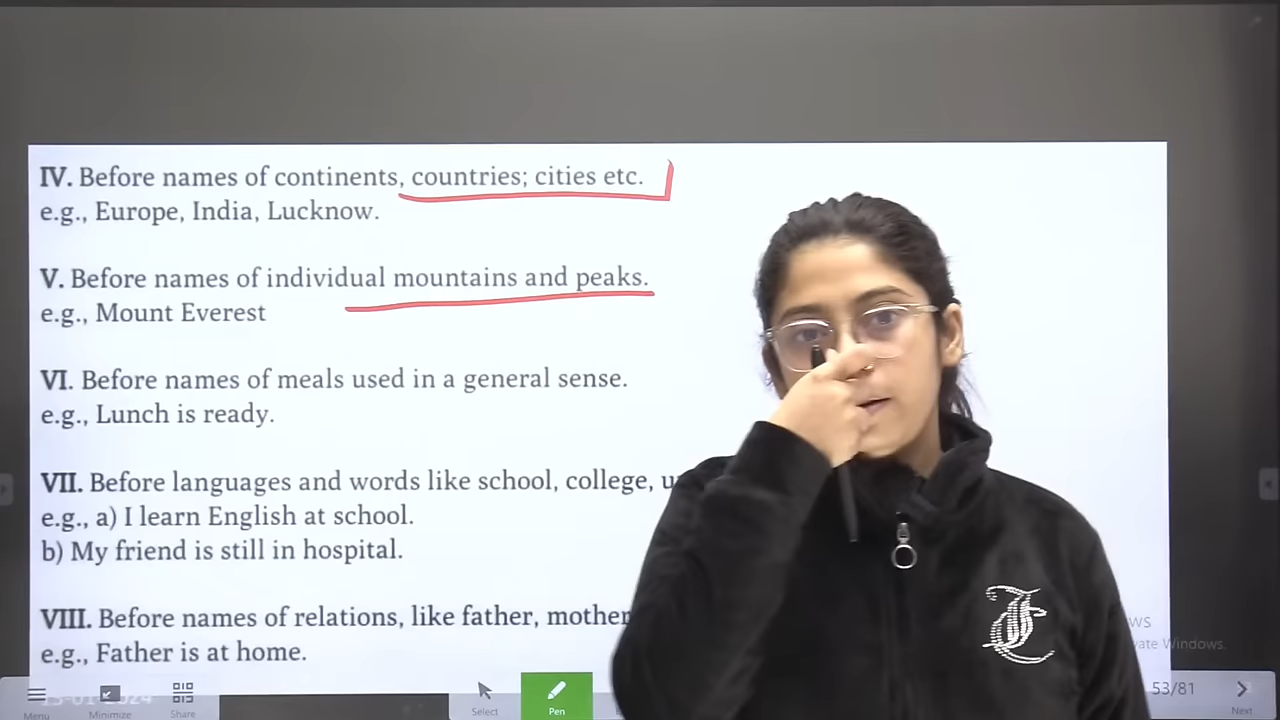 IV. Before names of continents, countries; cities etc.
e.g., Europe, India, Lucknow.
V. Before names of individual mountains and peaks.
e.g., Mount Everest
VI. Before names of meals used in a general sense.
e.g., Lunch is ready.
VII. Before languages and words like school, college,
e.g., a) I learn English at school.
b) My friend is still in hospital.
VIII. Before names of relations, like father, mother
e.g., Father is at home.
Windows.
Menu
Minimize
Share
Select
Pen
53/81
Next